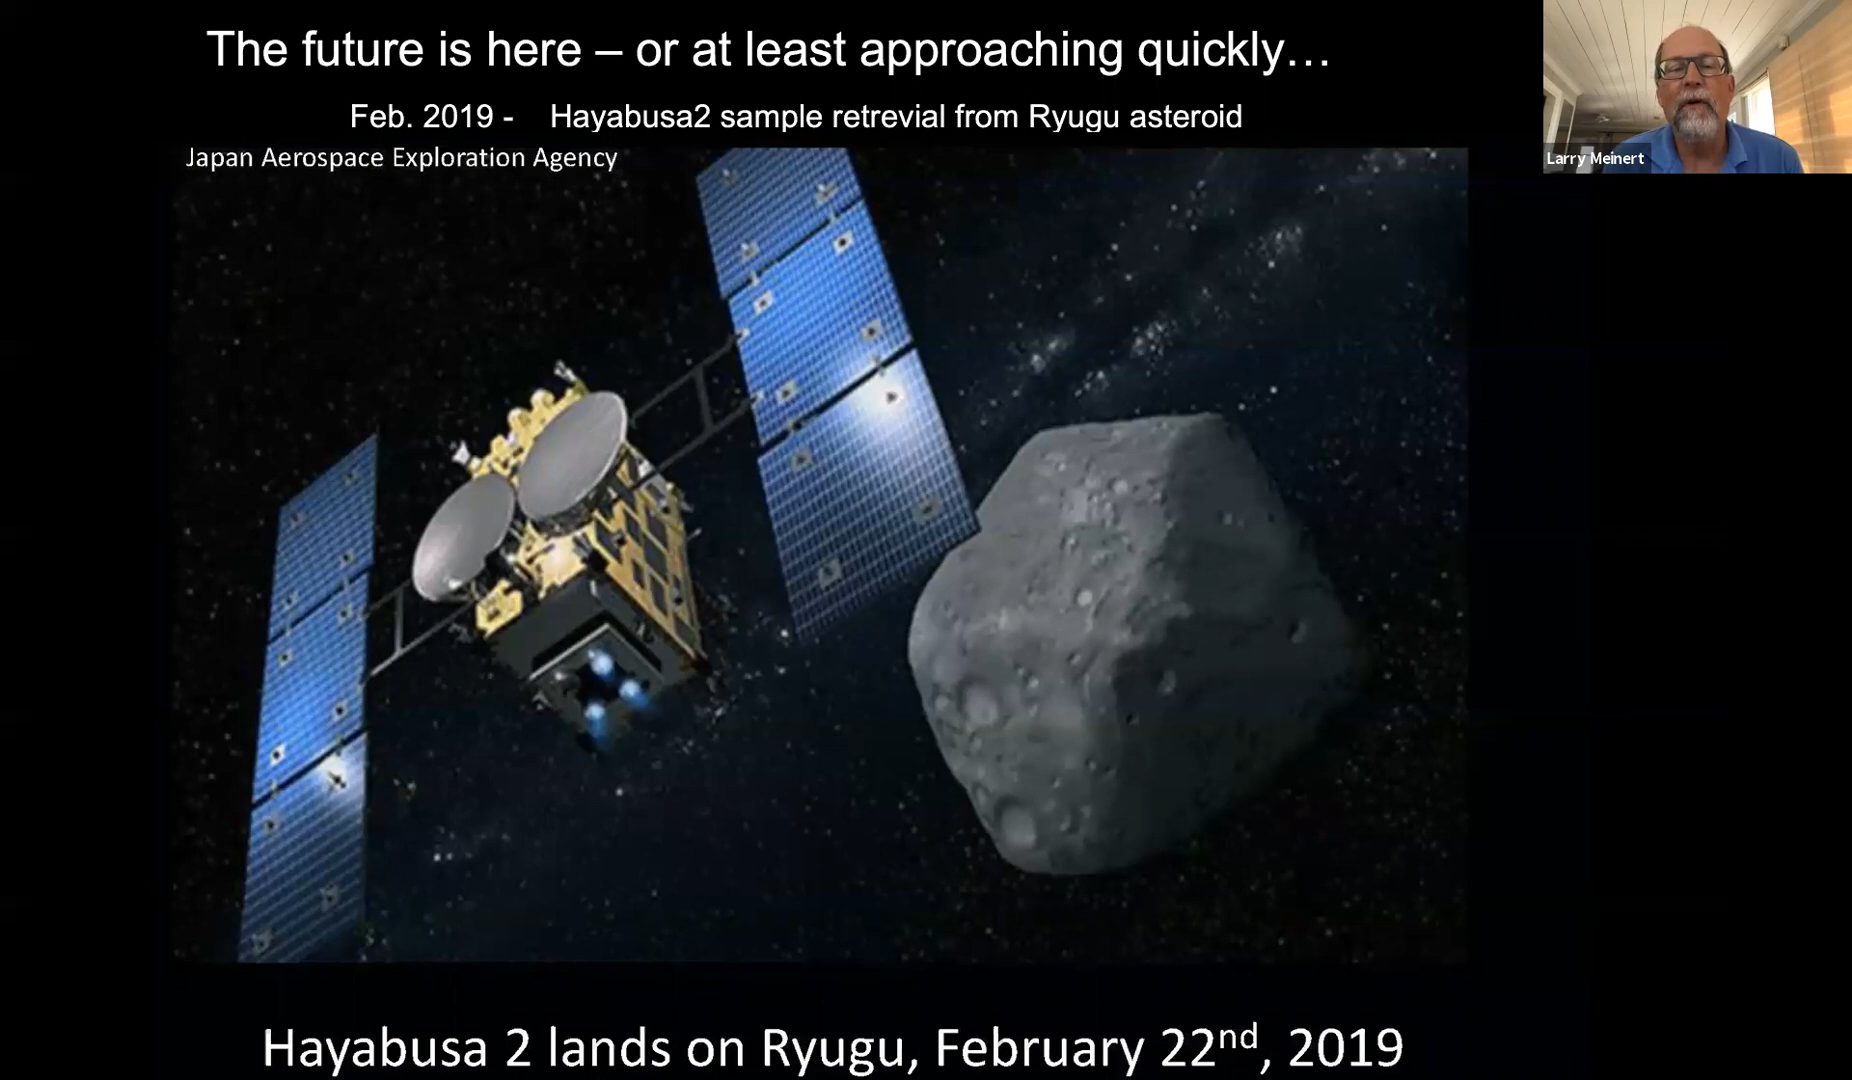 The future is here – or at least approaching quickly…
Feb. 2019 - Hayabusa2 sample retrevial from Ryugu asteroid
Japan Aerospace Exploration Agency
Larry Meinert
Hayabusa 2 lands on Ryugu, February 22nd, 2019